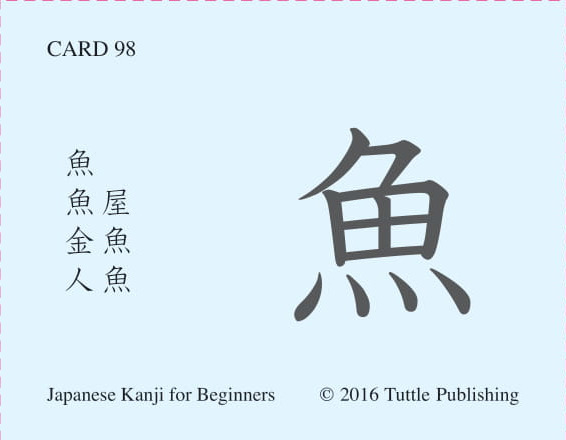 CARD 98
魚
魚屋
金魚
人魚
魚
Japanese Kanji for Beginners
© 2016 Tuttle Publishing